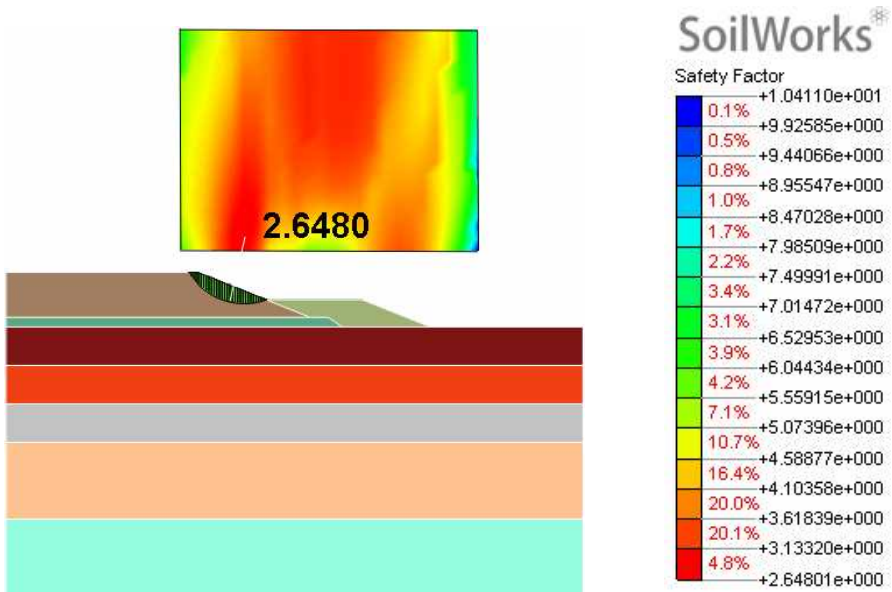 SoilWorks
Safety Factor
+1.04110e+001
0.1%
+9.92585e+000
0.5%
+9.44066e+000
0.8%
+8.95547e+000
1.0%
+8.47028e+000
1.7%
+7.98509e+000
2.2%
+7.49991e+000
3.4%
+7.01472e+000
3.1%
+6.52953e+000
3.9%
+6.04434e+000
4.2%
+5.55915e+000
7.1%
+5.07396e+000
10.7%
+4.58877e+000
16.4%
+4.10358e+000
20.0%
+3.61839e+000
20.1%
+3.13320e+000
4.8%
+2.64801e+000
2.6480